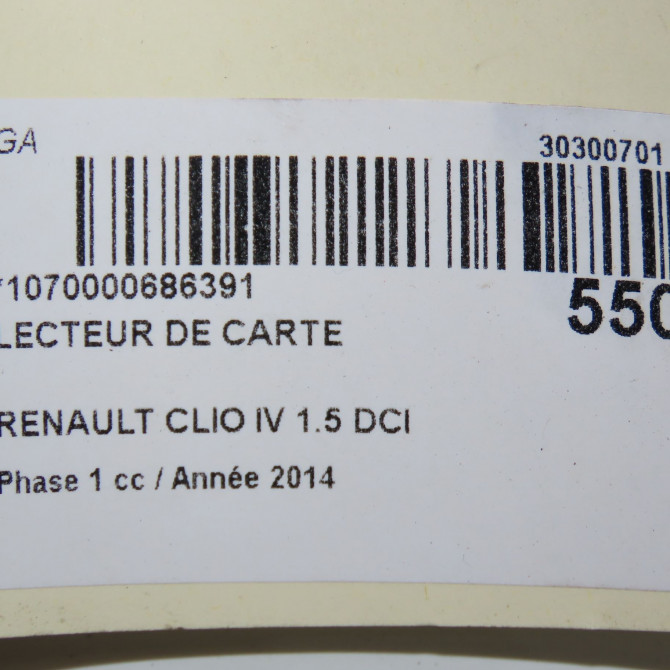 GA
30300701
*1070000686391
550
LECTEUR DE CARTE
RENAULT CLIO IV 1.5 DCI
Phase 1 cc / Année 2014